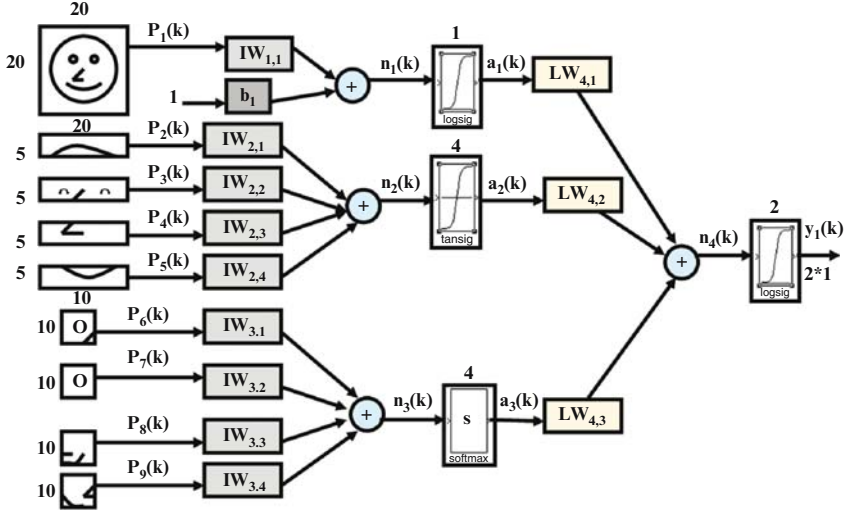 20
20
P1(k)
IW1,1
1
b1
+
n1(k)
1
logsig
a1(k)
LW4,1
20
5
P2(k)
IW2,1
5
P3(k)
IW2,2
5
P4(k)
IW2,3
5
P5(k)
IW2,4
+
n2(k)
4
tansig
a2(k)
LW4,2
10
10
O
P6(k)
IW3.1
10
O
P7(k)
IW3.2
10
P8(k)
IW3.3
10
P9(k)
IW3.4
+
n3(k)
4
s
softmax
a3(k)
LW4,3
+
n4(k)
2
logsig
y1(k)
2*1